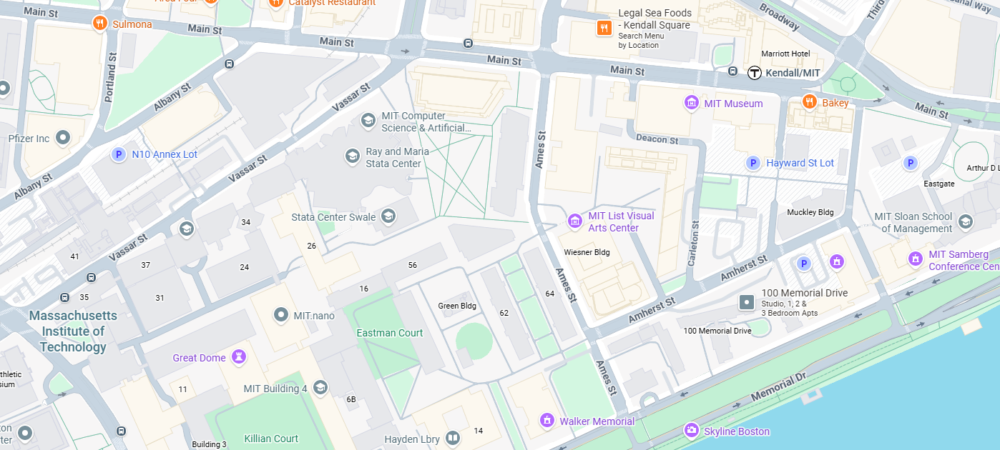 Catalyst Restaurant
Sulmona
Main St
Main St
Main St
Main St
Main St
Legal Sea Foods
- Kendall Square
Search Menu
by Location
Broadway
Third
Marriott Hotel
Kendall/MIT
Portland St
Albany St
Albany St
Vassar St
Vassar St
Vassar St
MIT Computer
Science & Artificial...
Ray and Maria
Stata Center
Pfizer Inc
P
N10 Annex Lot
MIT Museum
Bakey
Deacon St
Ames St
Ames St
Ames St
P
Hayward St Lot
P
Arthur D L
Eastgate
Muckley Bldg
MIT Sloan School
of Management
Stata Center Swale
MIT List Visual
Arts Center
Wiesner Bldg
Carleton St
Amherst St
Amherst St
P
MIT Samberg
Conference Cen
34
26
41
37
24
31
35
56
16
64
62
Green Bldg
Massachusetts
Institute of
Technology
MIT.nano
Eastman Court
100 Memorial Drive
Studio, 1, 2 &
3 Bedroom Apts
100 Memorial Drive
Great Dome
thletic
sium
11
MIT Building 4
6B
Memorial Dr
Walker Memorial
Skyline Boston
Hayden Lbry
14
Killian Court
Building 3
ton
ter